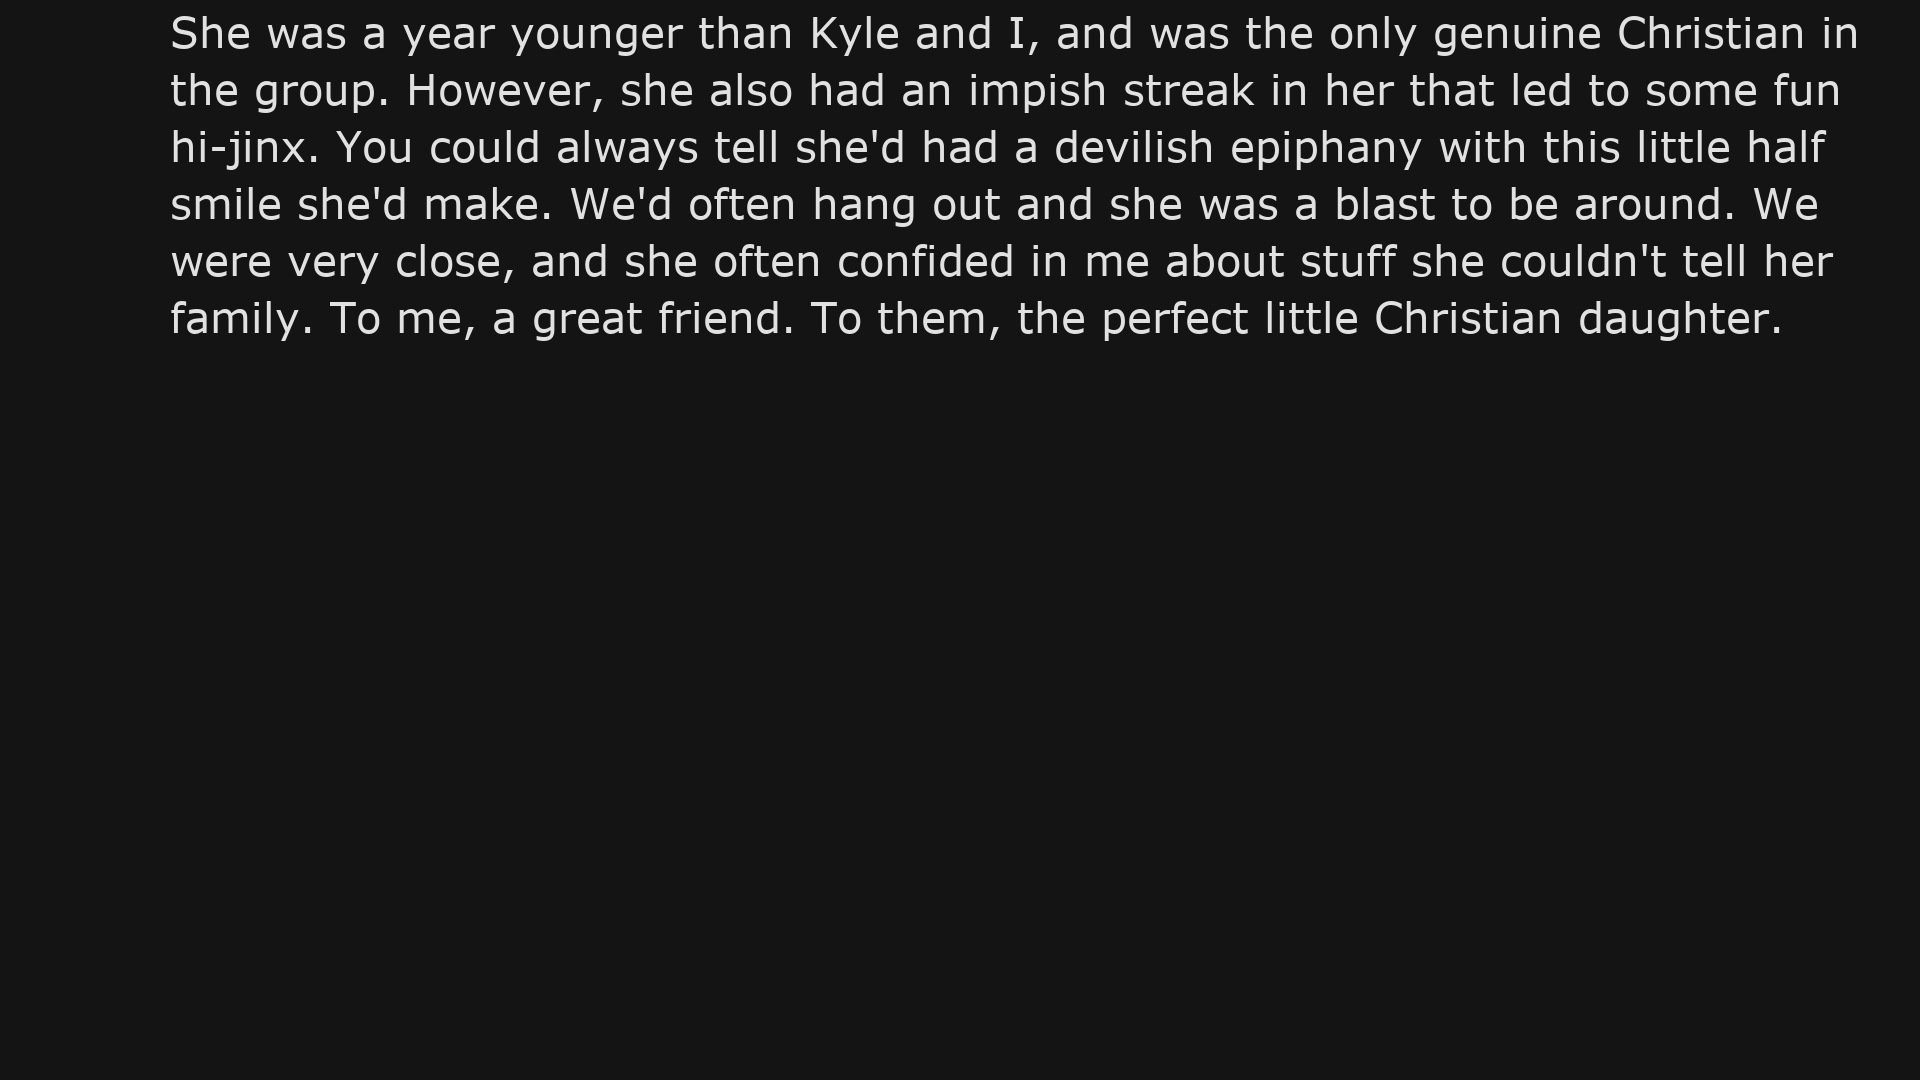 She was a year younger than Kyle and I, and was the only genuine Christian in
the group. However, she also had an impish streak in her that led to some fun
hi-jinx. You could always tell she'd had a devilish epiphany with this little half
smile she'd make. We'd often hang out and she was a blast to be around. We
were very close, and she often confided in me about stuff she couldn't tell her
family. To me, a great friend. To them, the perfect little Christian daughter.